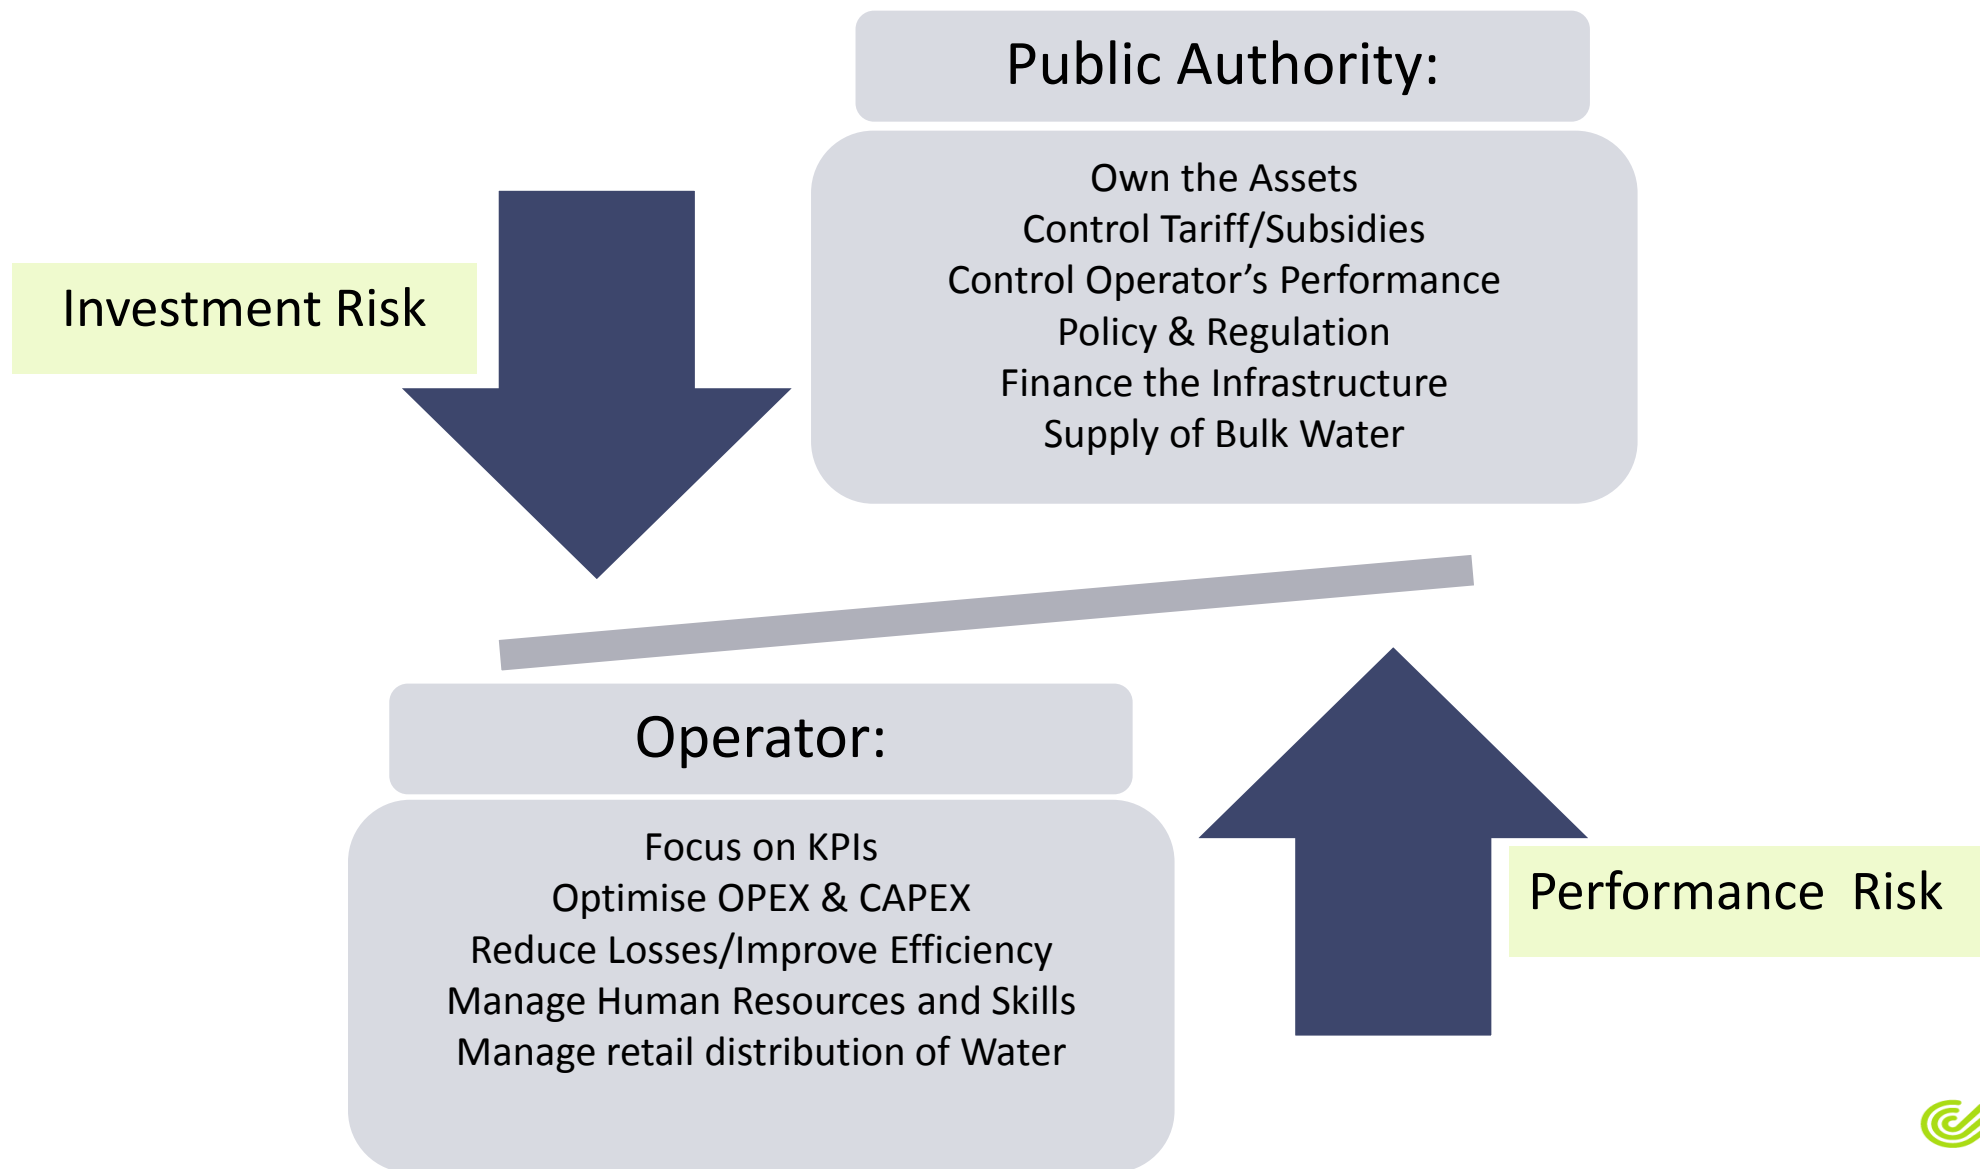 Public Authority:
Own the Assets
Control Tariff/Subsidies
Control Operator’s Performance
Policy & Regulation
Finance the Infrastructure
Supply of Bulk Water
Investment Risk
Operator:
Focus on KPIs
Optimise OPEX & CAPEX
Reduce Losses/Improve Efficiency
Manage Human Resources and Skills
Manage retail distribution of Water
Performance  Risk